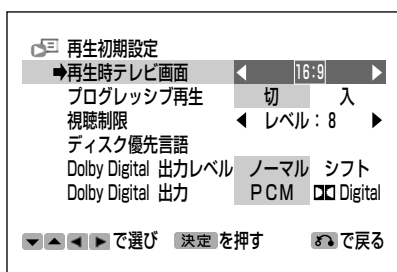 再生初期設定
➡再生時テレビ画面 ◀ 16:9 ▶
プログレッシブ再生 切 入
視聴制限 ◀ レベル：8 ▶
ディスク優先言語
Dolby Digital 出力レベル ノーマル シフト
Dolby Digital 出力 PCM Digital
▼ ▲ ◀ ▶ で選び 決定 を押す で戻る